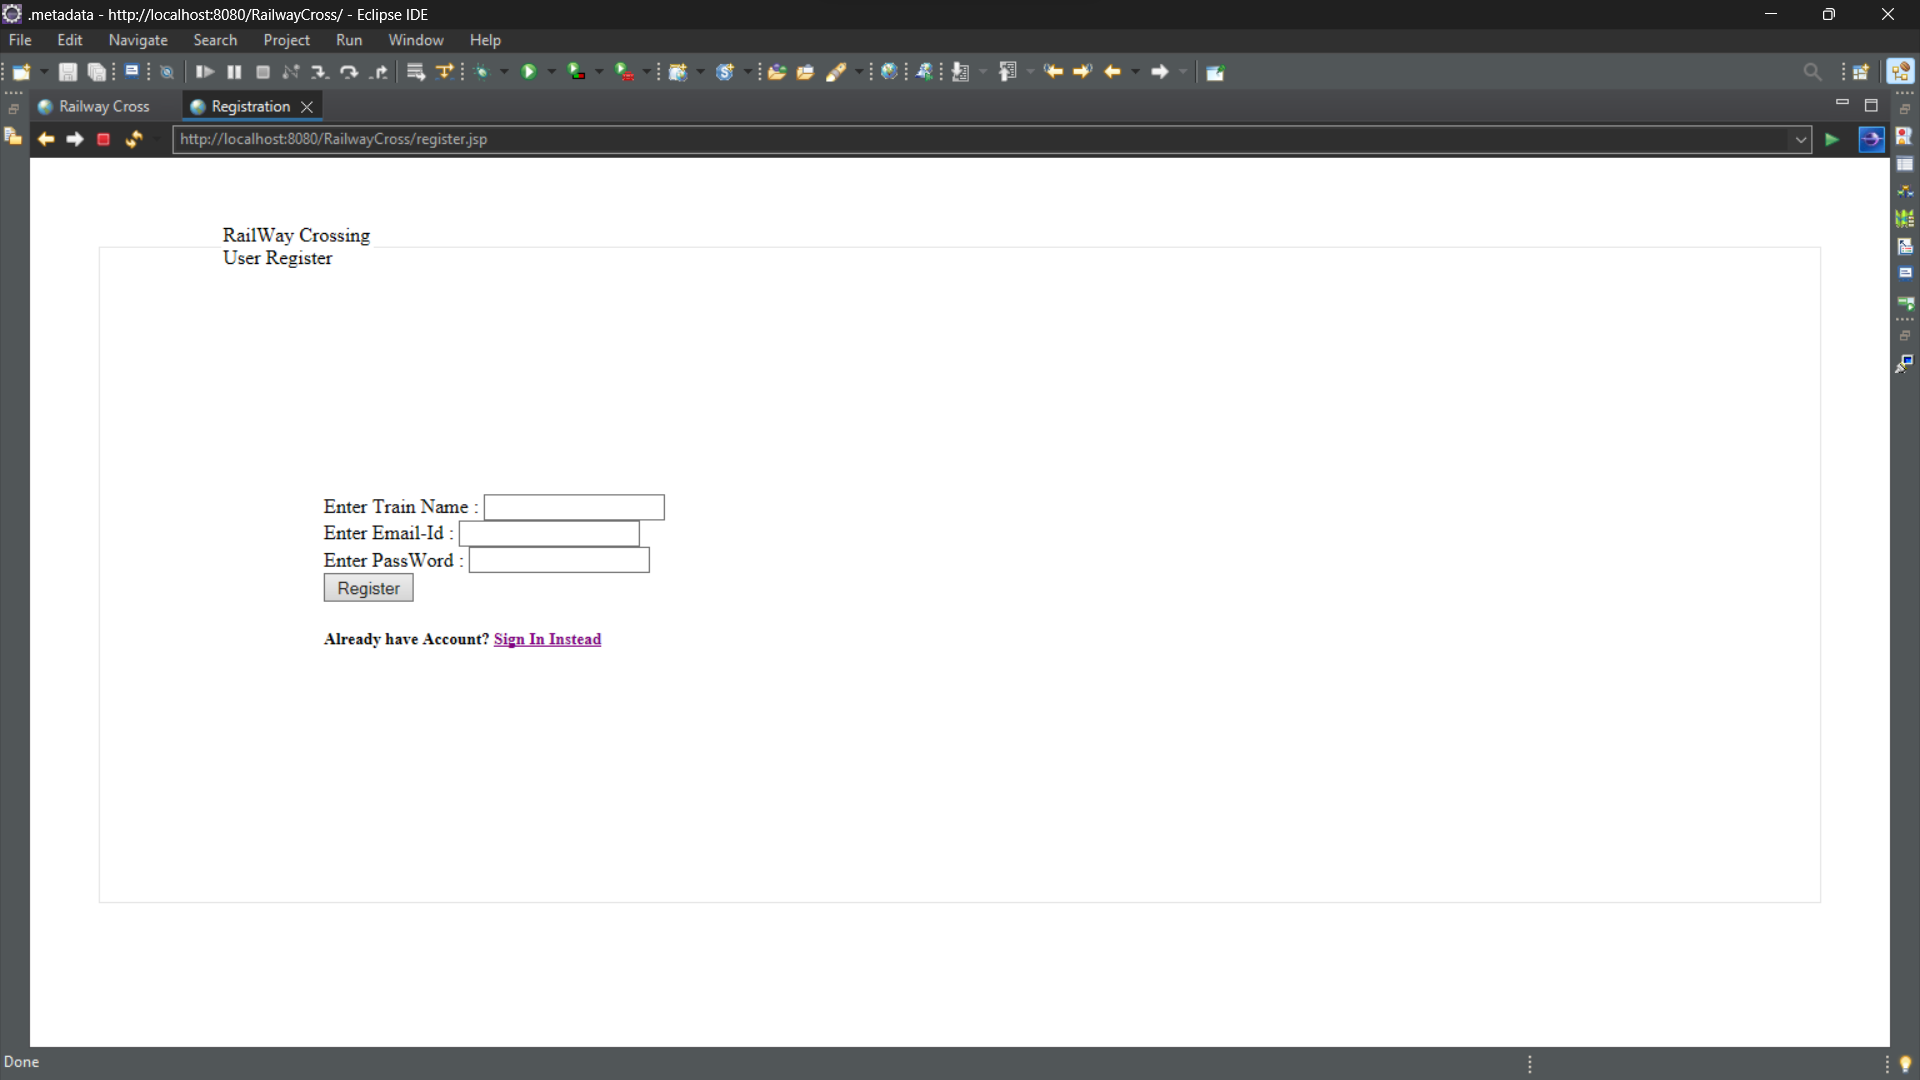 .metadata - http://localhost:8080/RailwayCross/ - Eclipse IDE
File Edit Navigate Search Project Run Window Help
Railway Cross Registration
http://localhost:8080/RailwayCross/register.jsp
RailWay Crossing
User Register
Enter Train Name :
Enter Email-Id :
Enter PassWord :
Register
Already have Account? Sign In Instead
Done